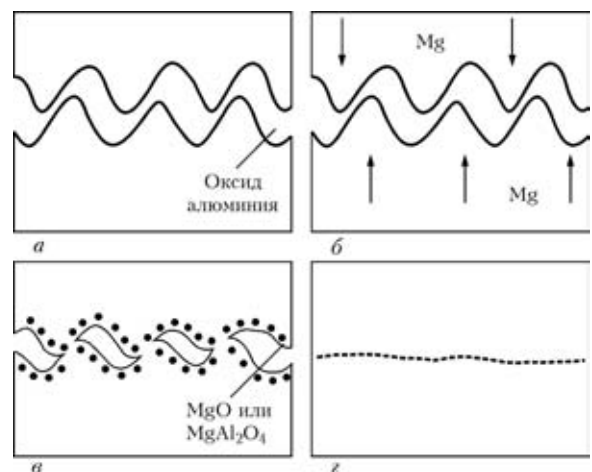 Mg
Оксид
алюминия
Mg
а
б
MgO или
MgAl₂O₄
в
г